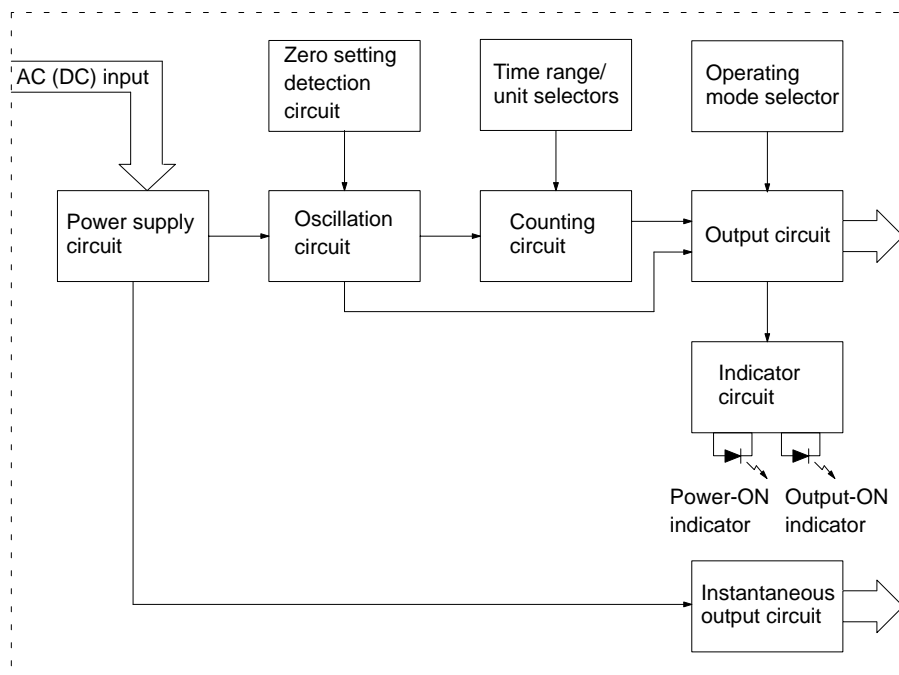 AC (DC) input
Zero setting
detection
circuit
Time range/
unit selectors
Operating
mode selector
Power supply
circuit
Oscillation
circuit
Counting
circuit
Output circuit
Indicator
circuit
Power-ON
indicator
Output-ON
indicator
Instantaneous
output circuit